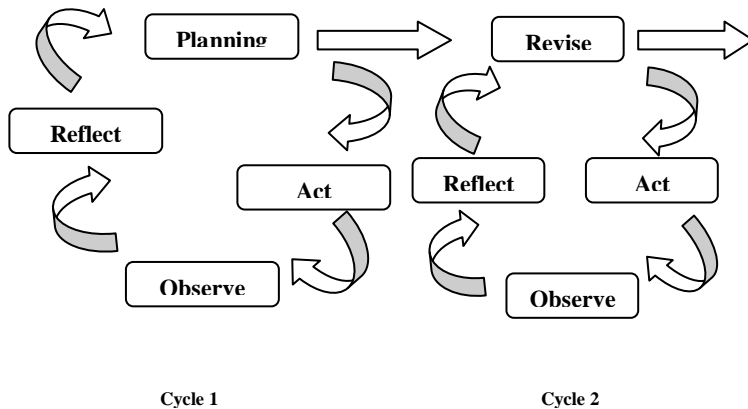 Planning
Act
Observe
Reflect
Cycle 1
Revise
Act
Observe
Reflect
Cycle 2